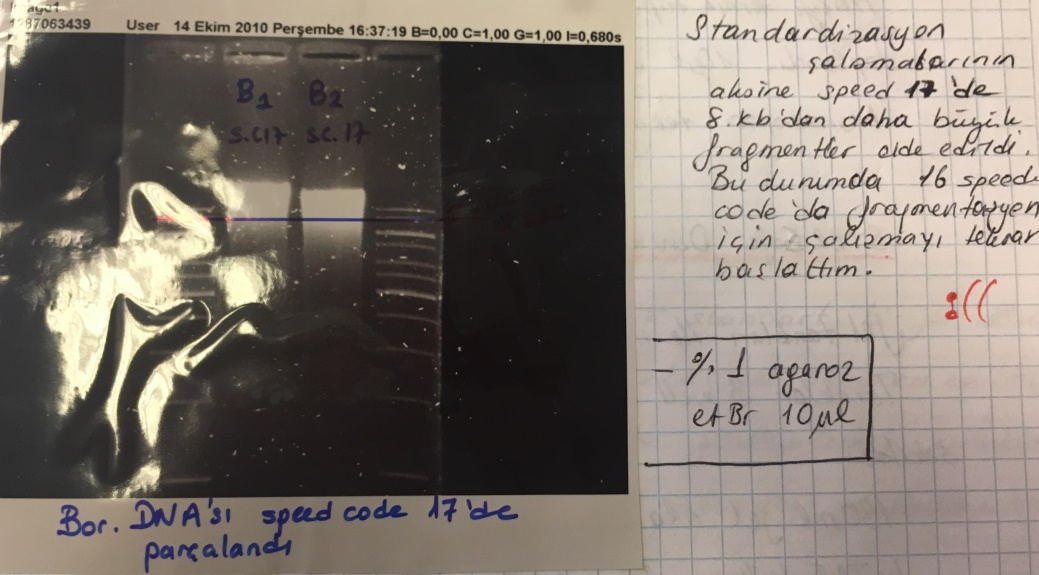 Image1
1287063439 User 14 Ekim 2010 Perşembe 16:37:19 B=0,00 C=1,00 G=1,00 I=0,680s
B1 B2
s.c17 sc.17
Bor. DNA'sı speed code 17'de
parçalandı
Standardizasyon
çalışmalarının
aksine speed 17'de
8.kb'dan daha büyük
fragmentler elde edildi.
Bu durumda 16 speed
code'da fragmentasyon
için çalışmayı tekrar
başlattım.
:((
- % 1 agaroz
etBr 10µl